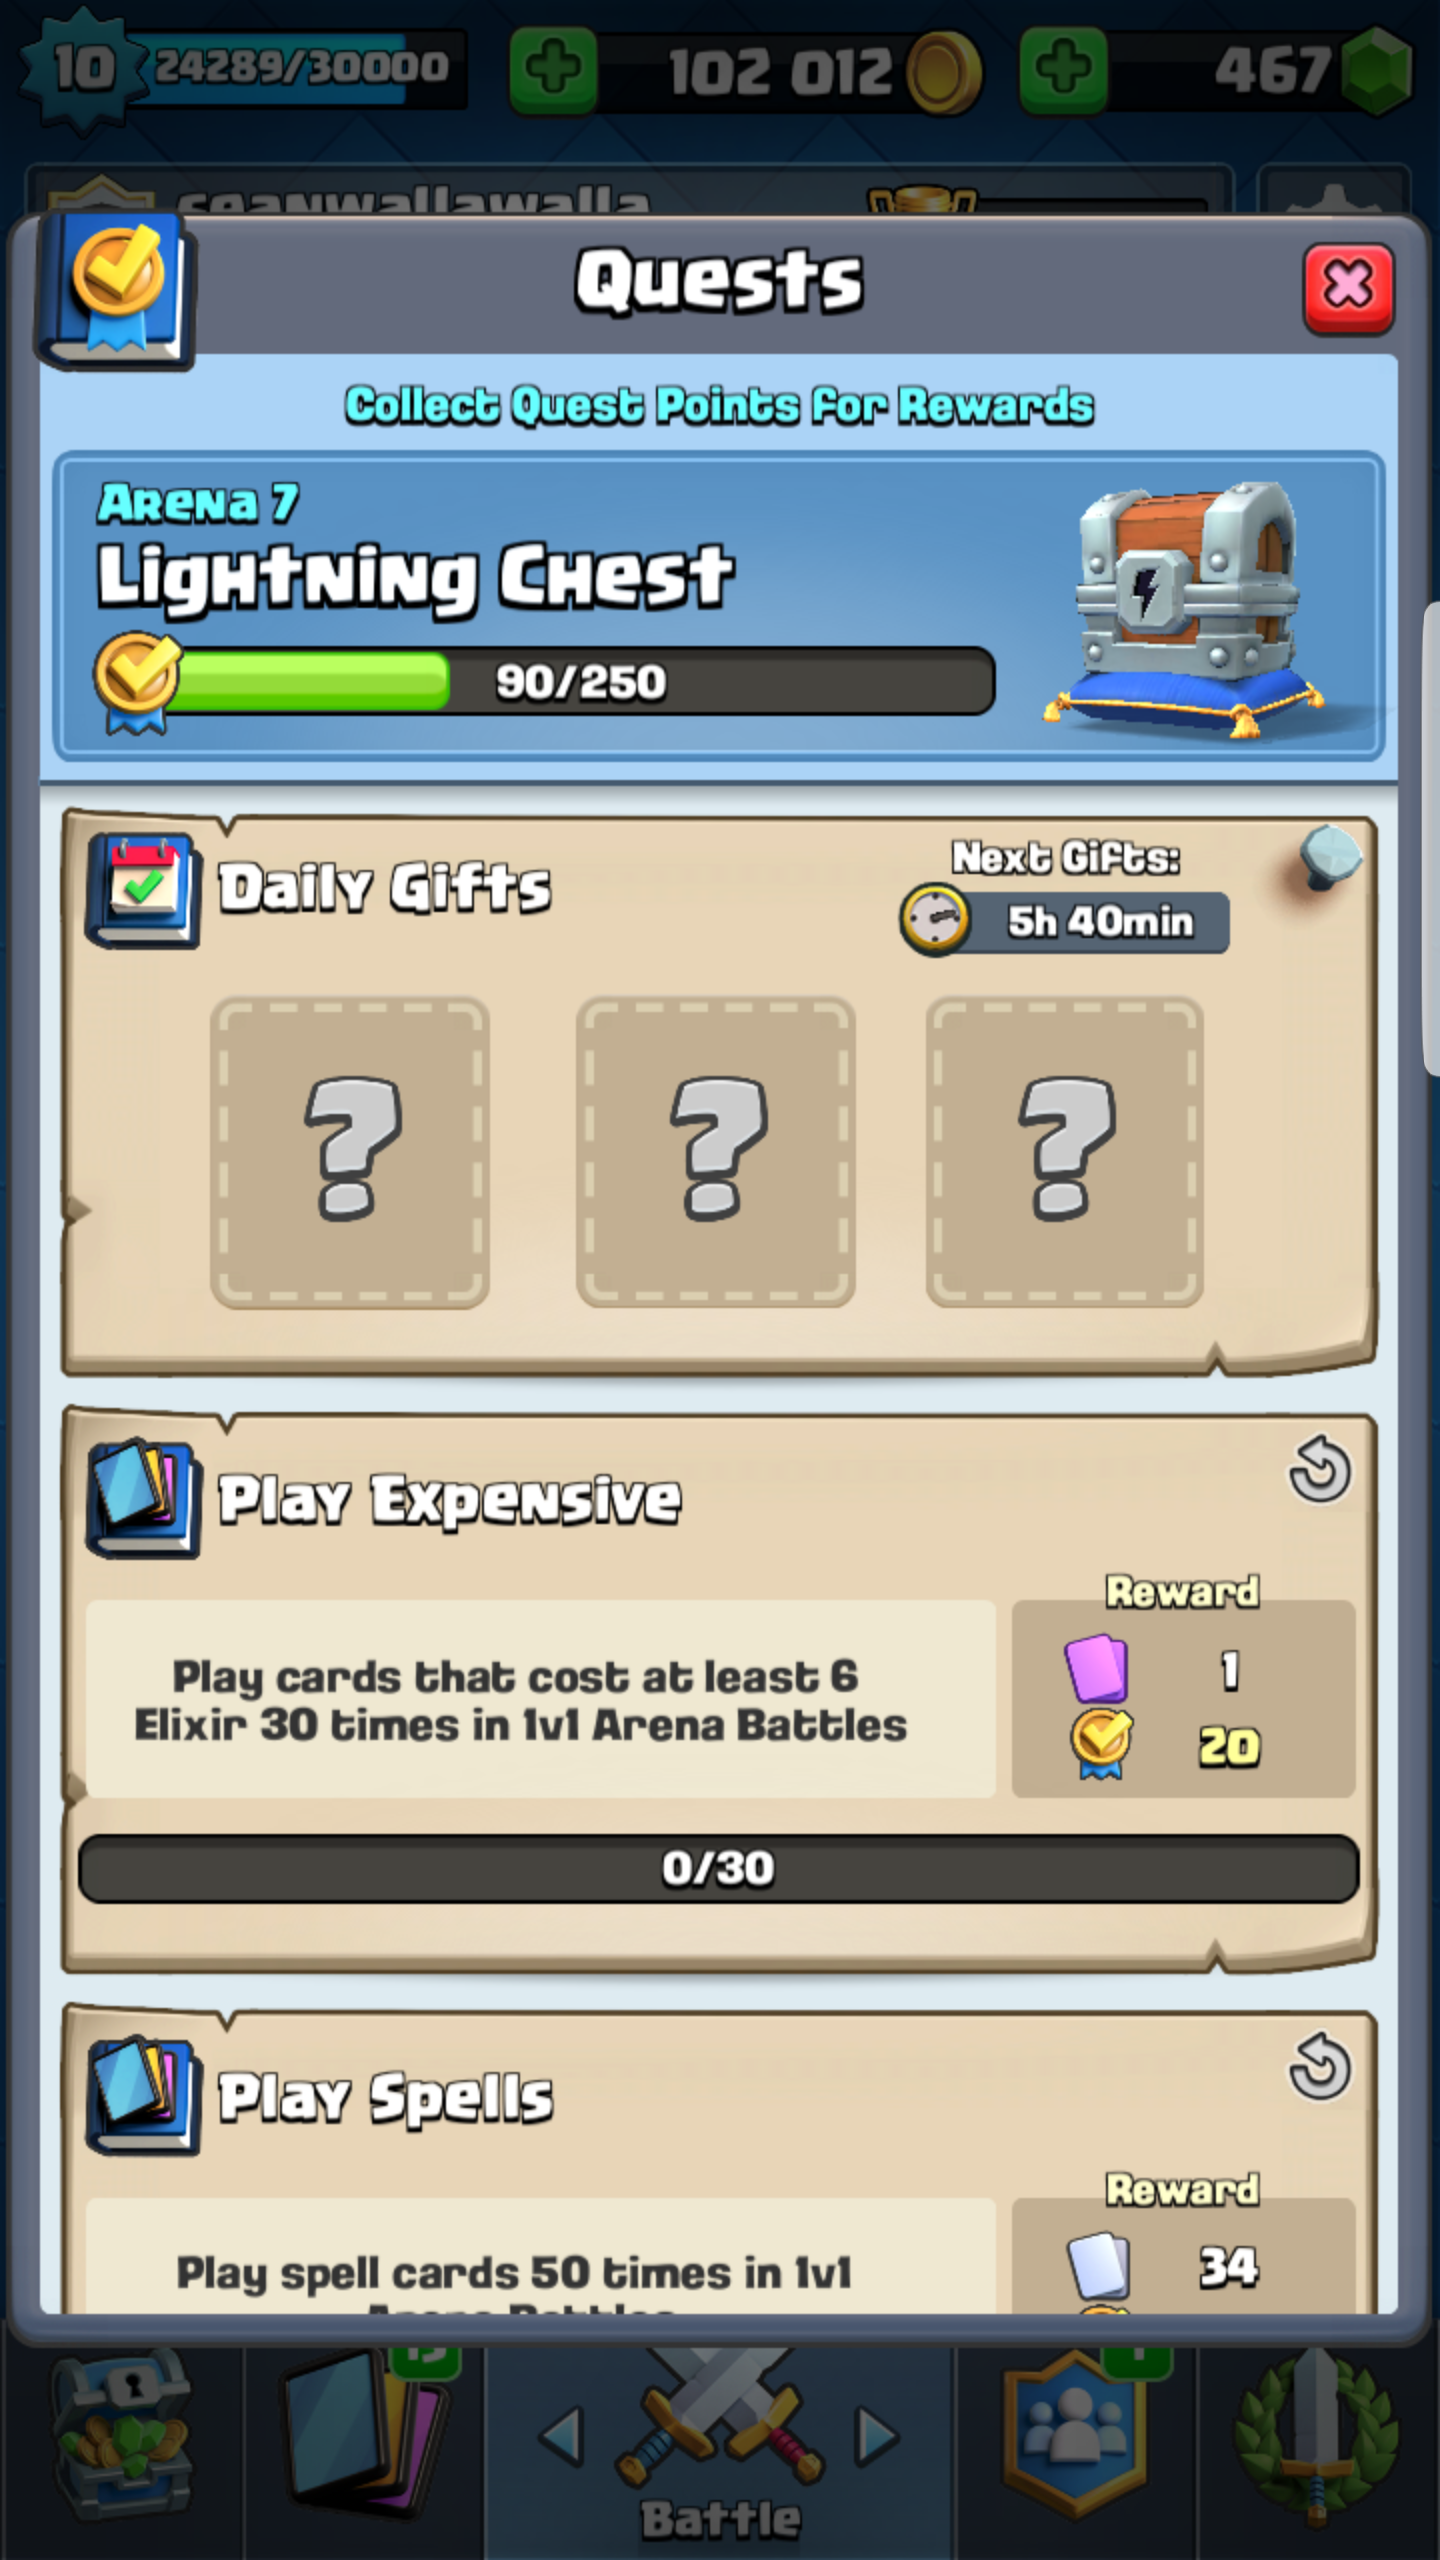 10
24289/30000
102 012
467
seanwallawalla
Quests
Collect Quest Points for Rewards
Arena 7
Lightning Chest
90/250
Daily Gifts
Next Gifts:
5h 40min
? ? ?
Play Expensive
Reward
Play cards that cost at least 6
Elixir 30 times in 1v1 Arena Battles
1
20
0/30
Play Spells
Reward
Play spell cards 50 times in 1v1
Arena Battles
34
Battle